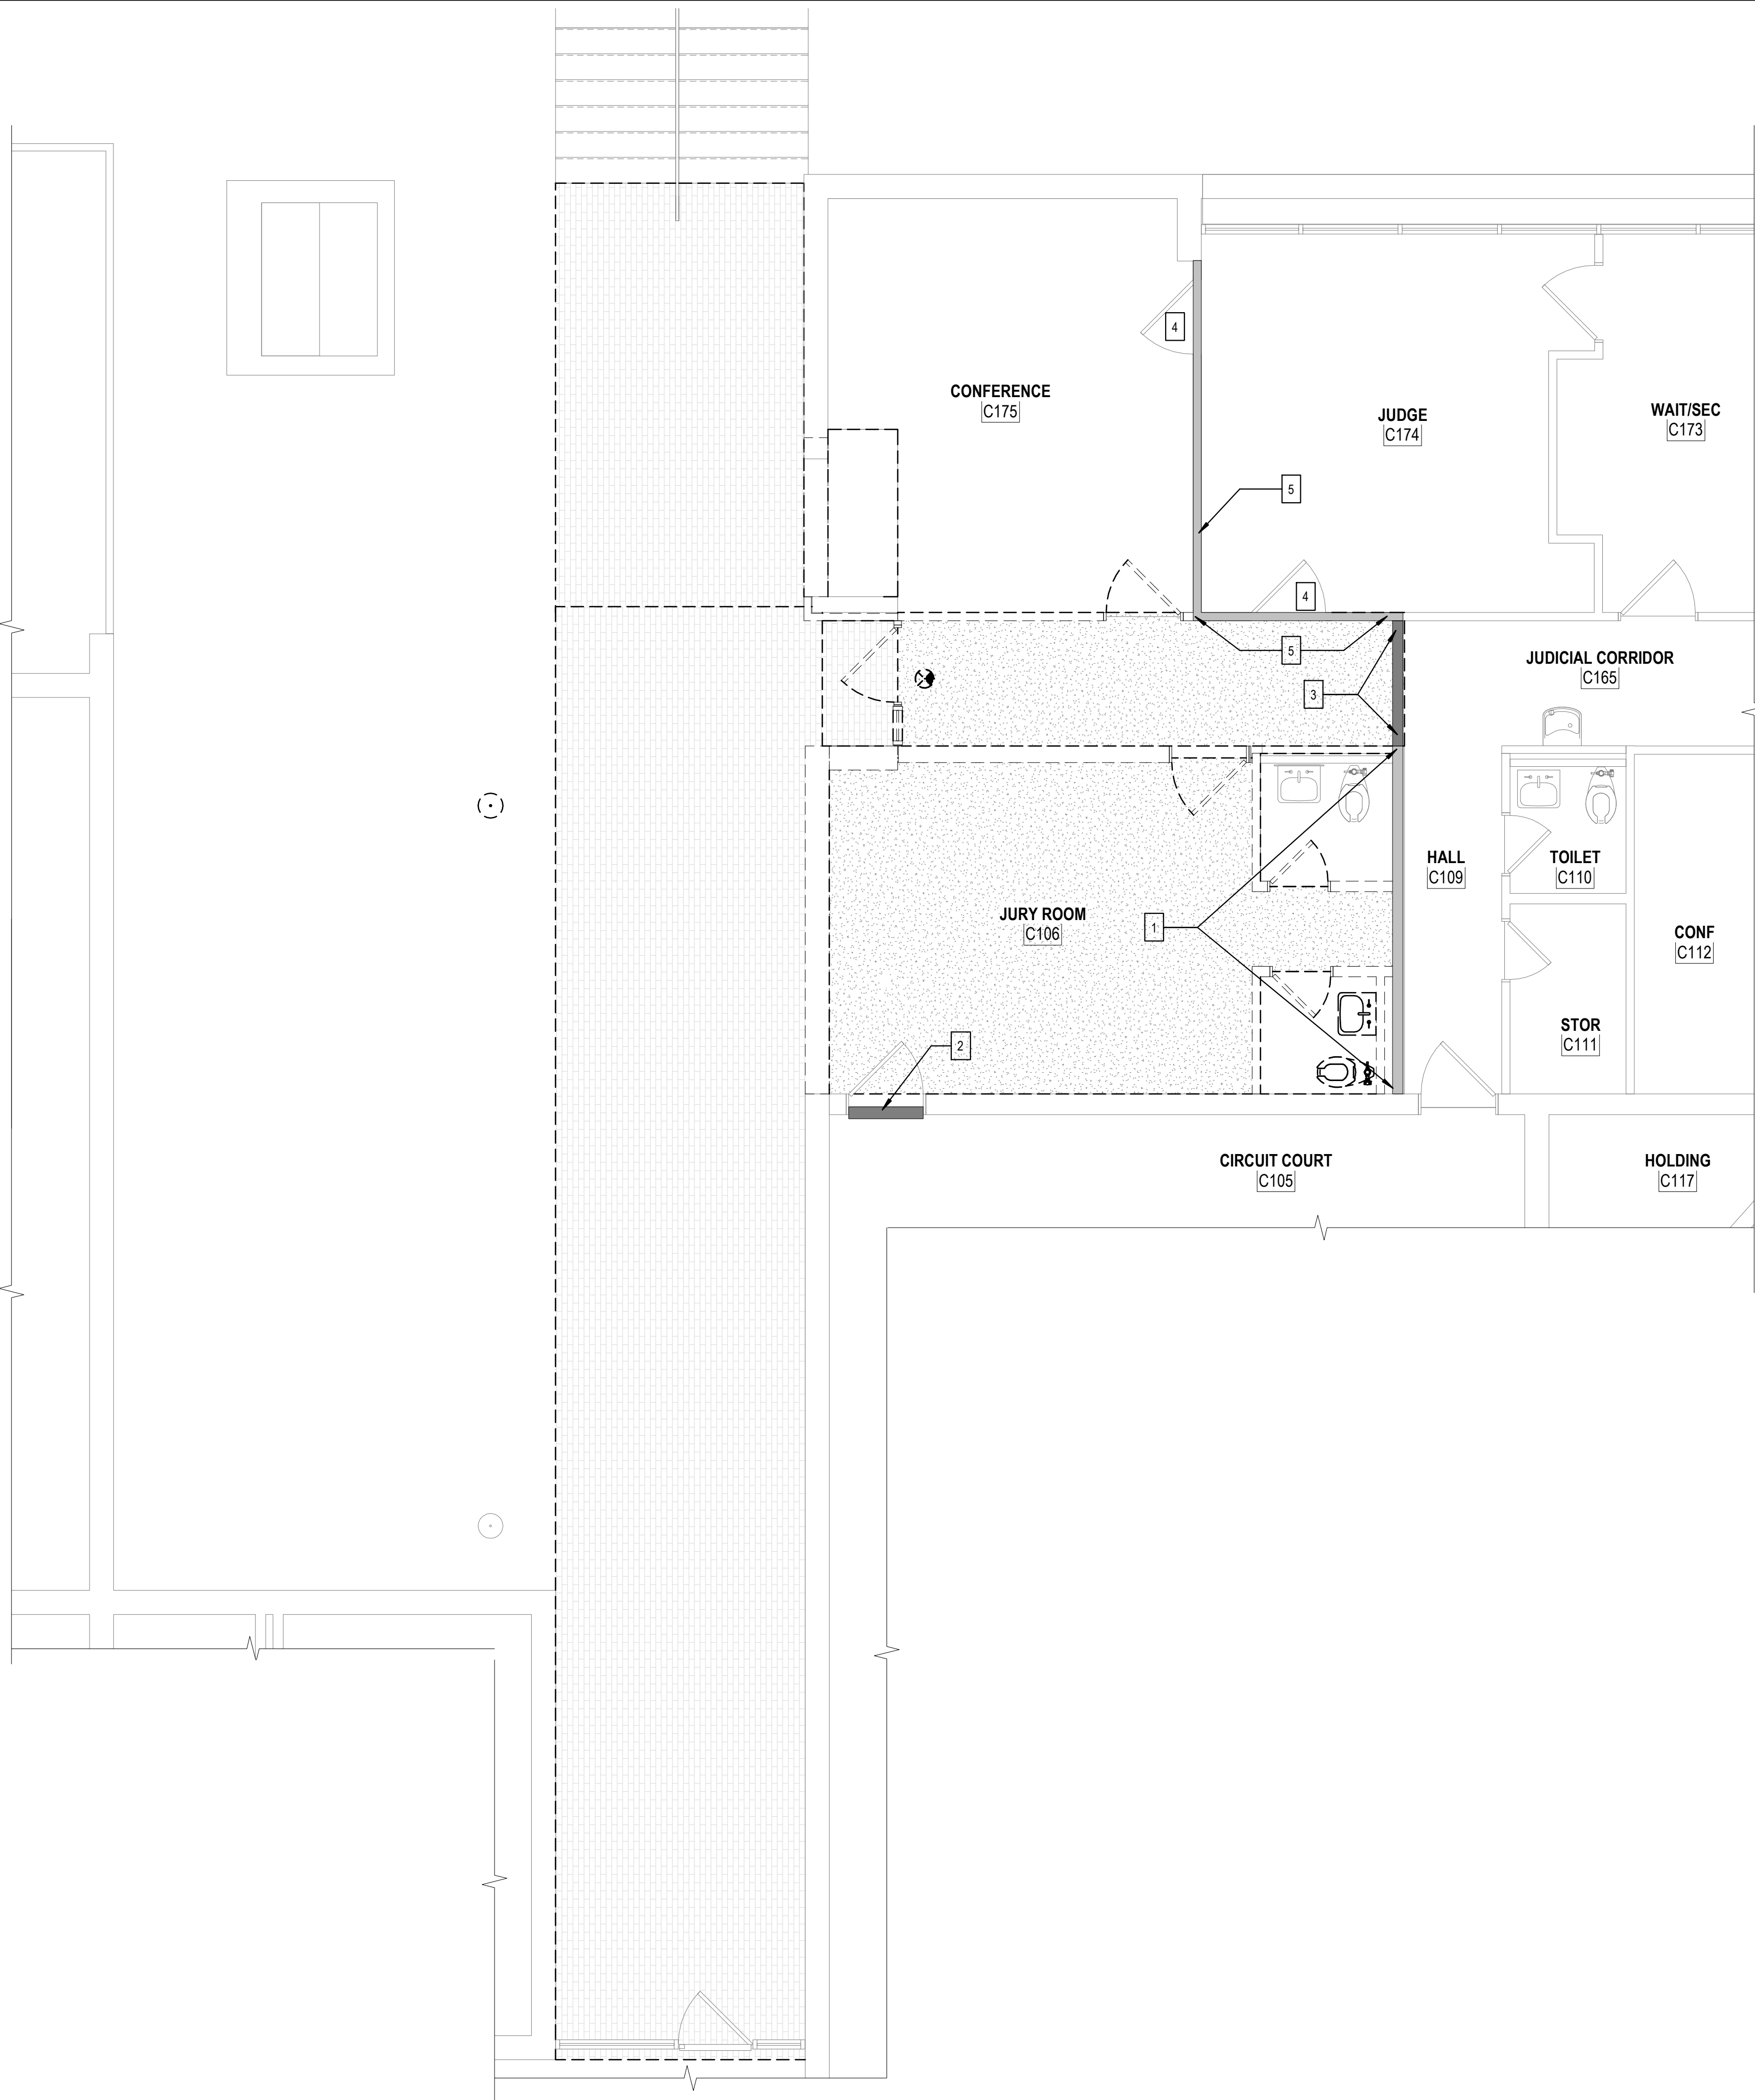 4
CONFERENCE
C175
JUDGE
C174
WAIT/SEC
C173
5
4
5
JUDICIAL CORRIDOR
C165
3
HALL
C109
TOILET
C110
JURY ROOM
C106
1
CONF
C112
STOR
C111
2
CIRCUIT COURT
C105
HOLDING
C117